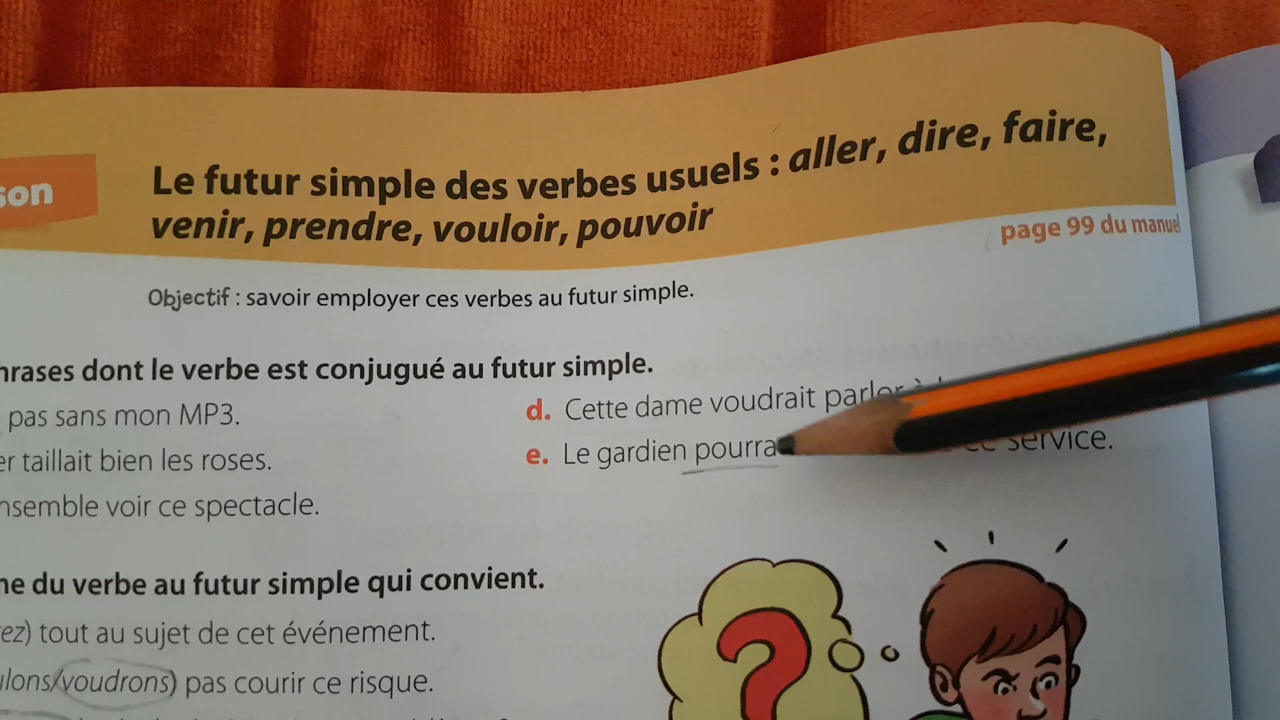 son
Le futur simple des verbes usuels : aller, dire, faire,
venir, prendre, vouloir, pouvoir
page 99 du manuel
Objectif : savoir employer ces verbes au futur simple.
hrases dont le verbe est conjugué au futur simple.
pas sans mon MP3.
er taillait bien les roses.
nsemble voir ce spectacle.
d. Cette dame voudrait parler à
e. Le gardien pourra service.
ne du verbe au futur simple qui convient.
ez) tout au sujet de cet événement.
ulons/voudrons) pas courir ce risque.
?